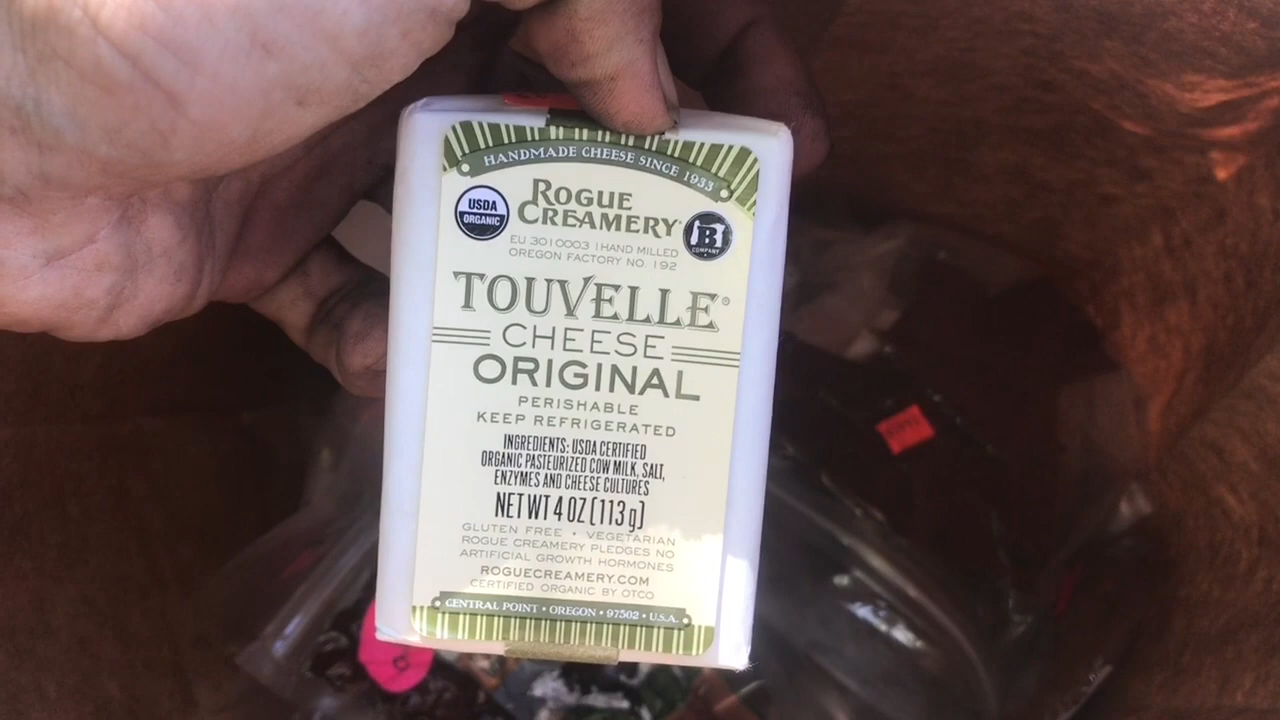 HANDMADE CHEESE SINCE 1933
USDA
ORGANIC
ROGUE
CREAMERY
B
COMPANY
EU 3010003 | HAND MILLED
OREGON FACTORY NO. 192
TOUVELLE®
CHEESE
ORIGINAL
PERISHABLE
KEEP REFRIGERATED
INGREDIENTS: USDA CERTIFIED
ORGANIC PASTEURIZED COW MILK, SALT,
ENZYMES AND CHEESE CULTURES
NET WT 4 OZ (113 g)
GLUTEN FREE • VEGETARIAN
ROGUE CREAMERY PLEDGES NO
ARTIFICIAL GROWTH HORMONES
ROGUECREAMERY.COM
CERTIFIED ORGANIC BY OTCO
CENTRAL POINT • OREGON • 97502 • U.S.A.